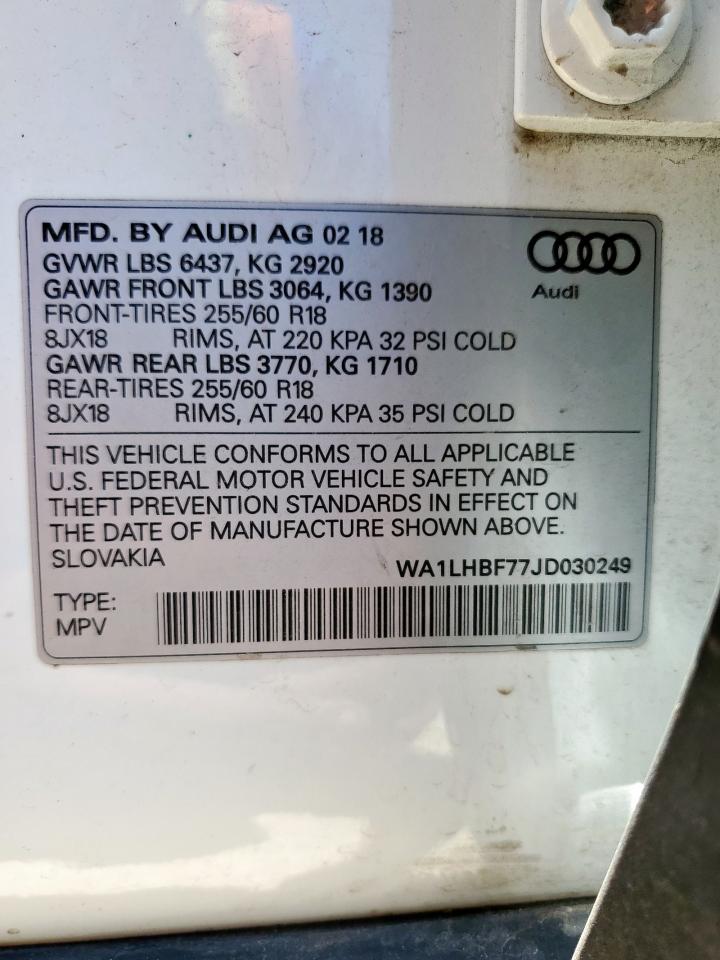 MFD. BY AUDI AG 02 18
GVWR LBS 6437, KG 2920
GAWR FRONT LBS 3064, KG 1390
FRONT-TIRES 255/60 R18
8JX18 RIMS, AT 220 KPA 32 PSI COLD
GAWR REAR LBS 3770, KG 1710
REAR-TIRES 255/60 R18
8JX18 RIMS, AT 240 KPA 35 PSI COLD
Audi
THIS VEHICLE CONFORMS TO ALL APPLICABLE
U.S. FEDERAL MOTOR VEHICLE SAFETY AND
THEFT PREVENTION STANDARDS IN EFFECT ON
THE DATE OF MANUFACTURE SHOWN ABOVE.
SLOVAKIA
WA1LHBF77JD030249
TYPE:
MPV